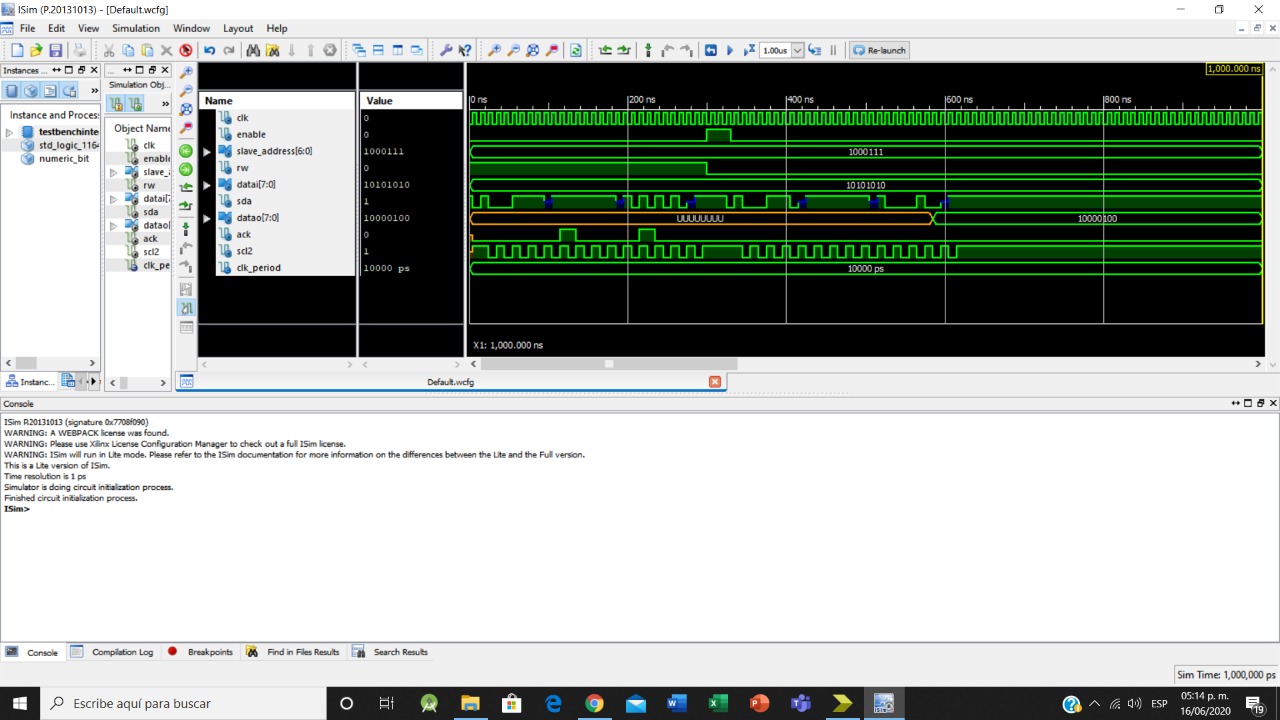 ISim (P.20131013) - [Default.wcfg]
File Edit View Simulation Window Layout Help
1.00us
Re-launch
Instances ...
...
Simulation Obj...
Instance and Process
testbenchinte
std_logic_1164
numeric_bit
Object Name
clk
enable
slave_a
rw
datai[7
sda
datao[
ack
scl2
clk_pe
Name Value
clk 0
enable 0
slave_address[6:0] 1000111
rw 0
datai[7:0] 10101010
sda 1
datao[7:0] 10000100
ack 0
scl2 1
clk_period 10000 ps
1,000.000 ns
0 ns 200 ns 400 ns 600 ns 800 ns
1000111
10101010
UUUUUUUU 10000100
10000 ps
X1: 1,000.000 ns
Instanc...
Default.wcfg
Console
ISim P.20131013 (signature 0x7708f090)
WARNING: A WEBPACK license was found.
WARNING: Please use Xilinx License Configuration Manager to check out a full ISim license.
WARNING: ISim will run in Lite mode. Please refer to the ISim documentation for more information on the differences between the Lite and the Full version.
This is a Lite version of ISim.
Time resolution is 1 ps
Simulator is doing circuit initialization process.
Finished circuit initialization process.
ISim>
Console Compilation Log Breakpoints Find in Files Results Search Results
Sim Time: 1,000,000 ps
Escribe aquí para buscar
ESP
05:14 p. m.
16/06/2020
19